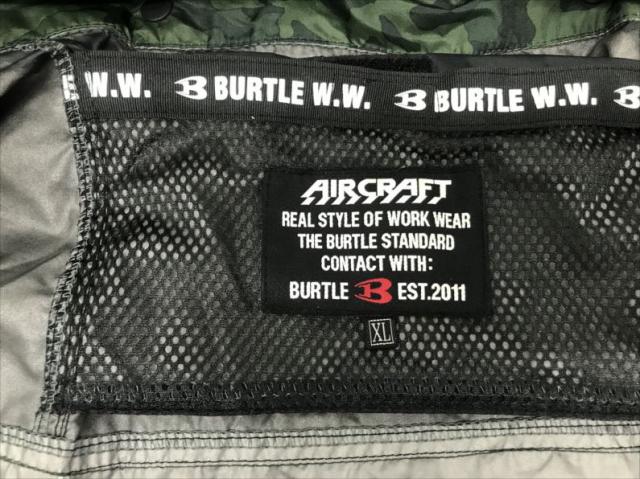 W.W. BURTLE W.W. BURTLE W.W. B
AIRCRAFT
REAL STYLE OF WORK WEAR
THE BURTLE STANDARD
CONTACT WITH:
BURTLE B EST.2011
XL